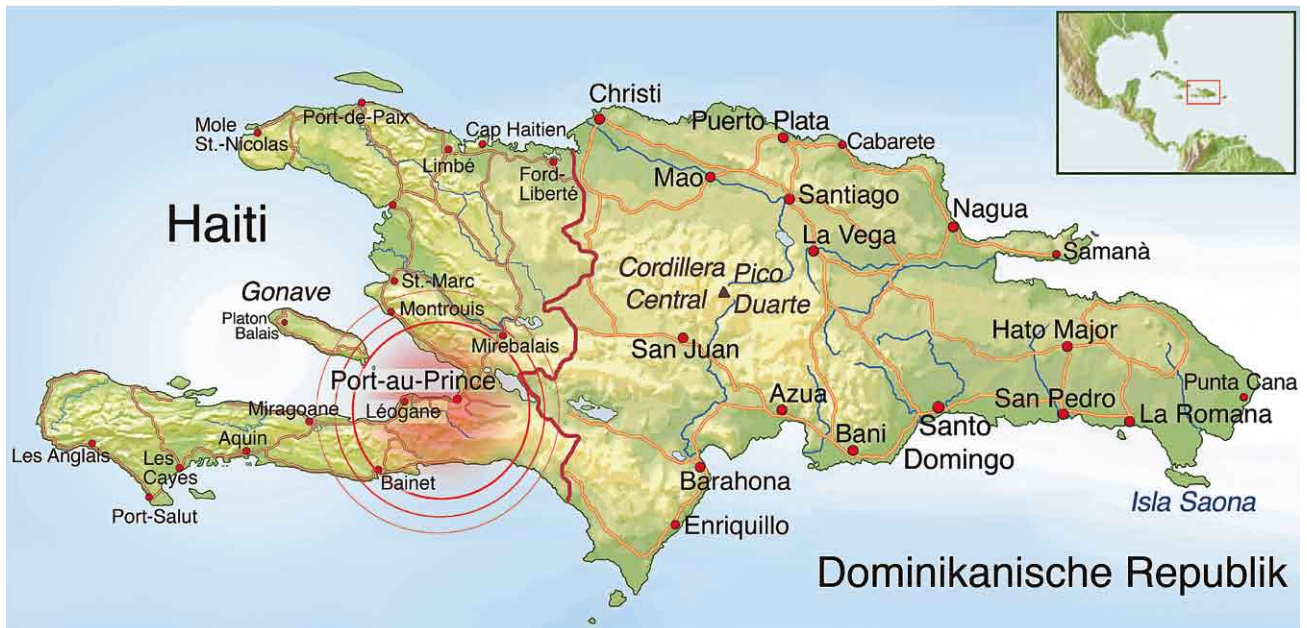 Christi
Puerto Plata
Port-de-Paix
Mole
St.-Nicolas
Cap Haitien
Cabarete
Limbé
Ford-
Liberté
Mao
Santiago
Haiti
Nagua
La Vega
Samanà
Cordillera
Central
Pico
Duarte
St.-Marc
Gonave
Montrouis
Platon
Balais
Mirebalais
San Juan
Hato Major
Port-au-Prince
Punta Cana
Azua
Miragoane
Léogane
San Pedro
La Romana
Santo
Domingo
Bani
Aquin
Les Anglais
Les
Cayes
Bainet
Barahona
Isla Saona
Port-Salut
Enriquillo
Dominikanische Republik